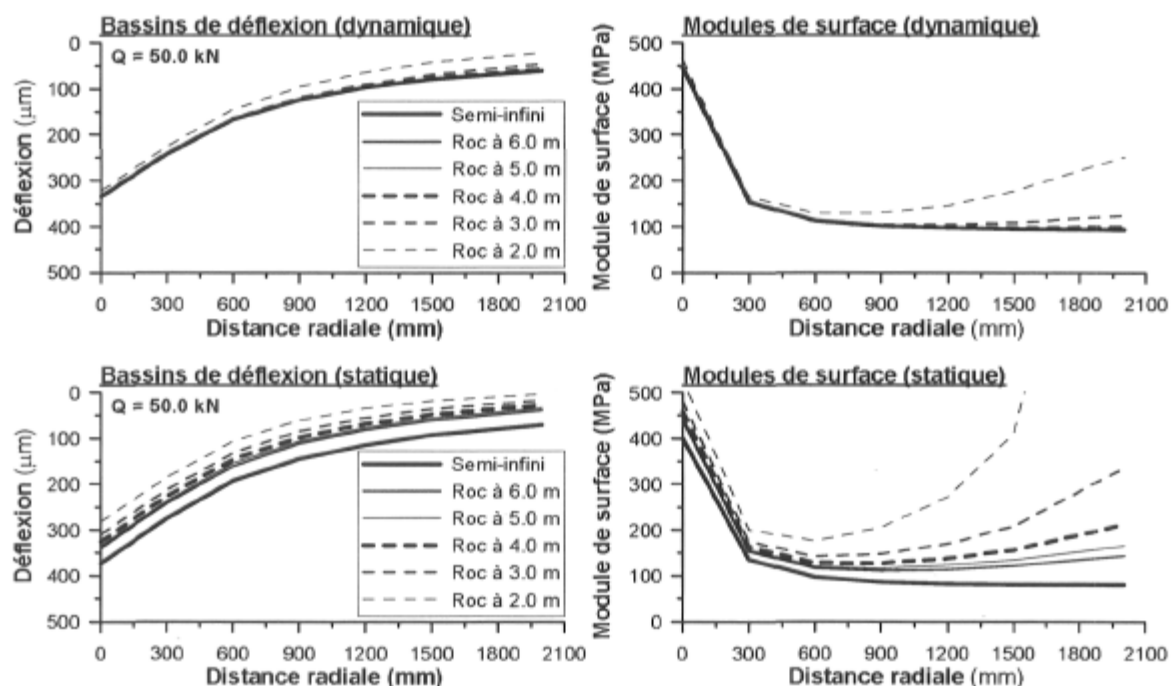 Bassins de déflexion (dynamique)
Q = 50.0 kN
Déflexion (µm)
0
100
200
300
400
500
Semi-infini
Roc à 6.0 m
Roc à 5.0 m
Roc à 4.0 m
Roc à 3.0 m
Roc à 2.0 m
0 300 600 900 1200 1500 1800 2100
Distance radiale (mm)
Modules de surface (dynamique)
Module de surface (MPa)
500
400
300
200
100
0
0 300 600 900 1200 1500 1800 2100
Distance radiale (mm)
Bassins de déflexion (statique)
Q = 50.0 kN
Déflexion (µm)
0
100
200
300
400
500
Semi-infini
Roc à 6.0 m
Roc à 5.0 m
Roc à 4.0 m
Roc à 3.0 m
Roc à 2.0 m
0 300 600 900 1200 1500 1800 2100
Distance radiale (mm)
Modules de surface (statique)
Module de surface (MPa)
500
400
300
200
100
0
0 300 600 900 1200 1500 1800 2100
Distance radiale (mm)